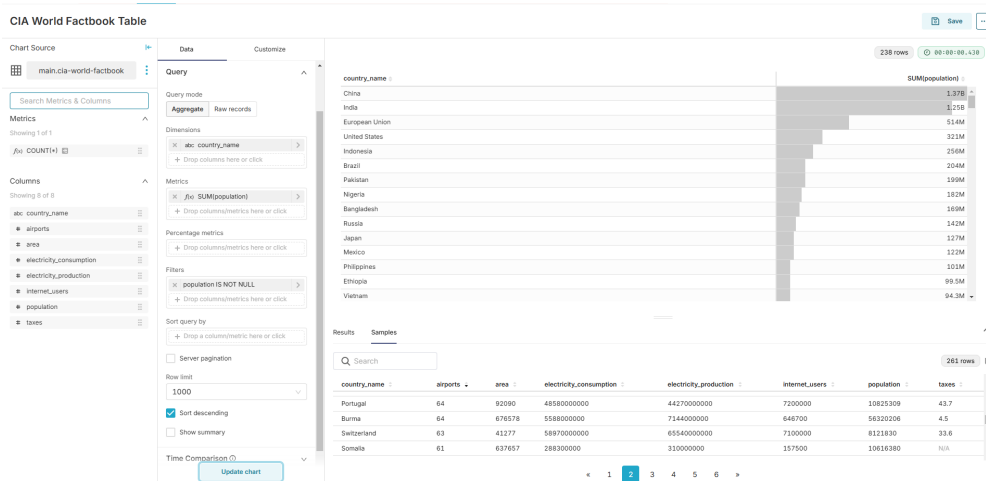 CIA World Factbook Table
Save
Chart Source
main.cia-world-factbook
Search Metrics & Columns
Metrics
Showing 1 of 1
f(x) COUNT(*)
Columns
Showing 8 of 8
abc country_name
# airports
# area
# electricity_consumption
# electricity_production
# internet_users
# population
# taxes
Data Customize
Query
Query mode
Aggregate Raw records
Dimensions
× abc country_name
+ Drop columns here or click
Metrics
× f(x) SUM(population)
+ Drop columns/metrics here or click
Percentage metrics
+ Drop columns/metrics here or click
Filters
× population IS NOT NULL
+ Drop columns/metrics here or click
Sort query by
+ Drop a column/metric here or click
Server pagination
Row limit
1000
Sort descending
Show summary
Time Comparison
Update chart
238 rows 00:00:00.430
country_name SUM(population)
China 1.37B
India 1.25B
European Union 514M
United States 321M
Indonesia 256M
Brazil 204M
Pakistan 199M
Nigeria 182M
Bangladesh 169M
Russia 142M
Japan 127M
Mexico 122M
Philippines 101M
Ethiopia 99.5M
Vietnam 94.3M
Results Samples
Search
261 rows
country_name airports area electricity_consumption electricity_production internet_users population taxes
Portugal 64 92090 48580000000 44270000000 7200000 10825309 43.7
Burma 64 676578 5588000000 7144000000 646700 56320206 4.5
Switzerland 63 41277 58970000000 65540000000 7100000 8121830 33.6
Somalia 61 637657 288300000 310000000 157500 10616380 N/A
« 1 2 3 4 5 6 »